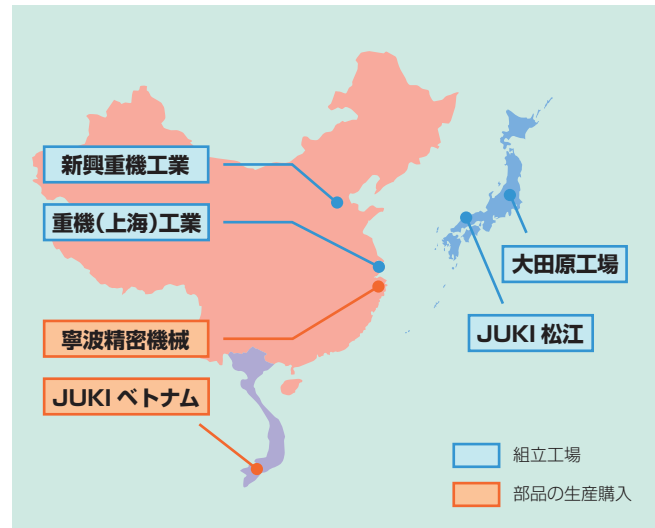 新興重機工業
重機(上海)工業
大田原工場
JUKI 松江
寧波精密機械
JUKI ベトナム
組立工場
部品の生産購入